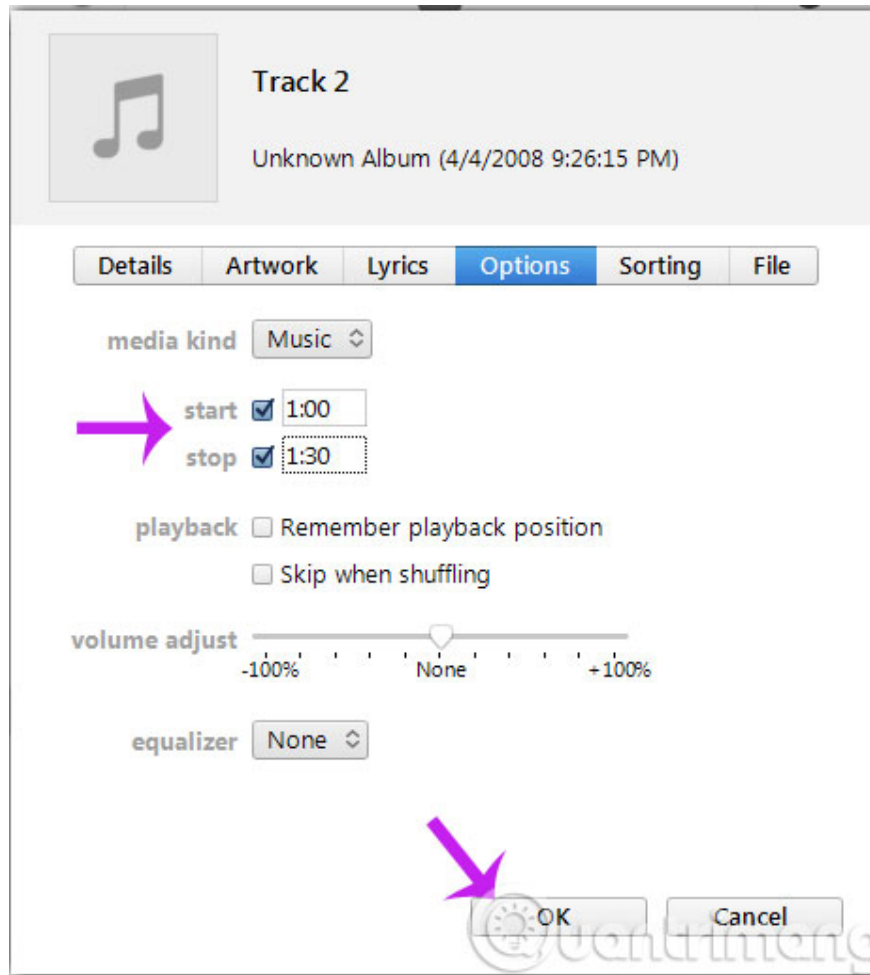 Track 2
Unknown Album (4/4/2008 9:26:15 PM)
Details Artwork Lyrics Options Sorting File
media kind Music
start 1:00
stop 1:30
playback Remember playback position
Skip when shuffling
volume adjust
-100% None +100%
equalizer None
OK Cancel
Quantrimang